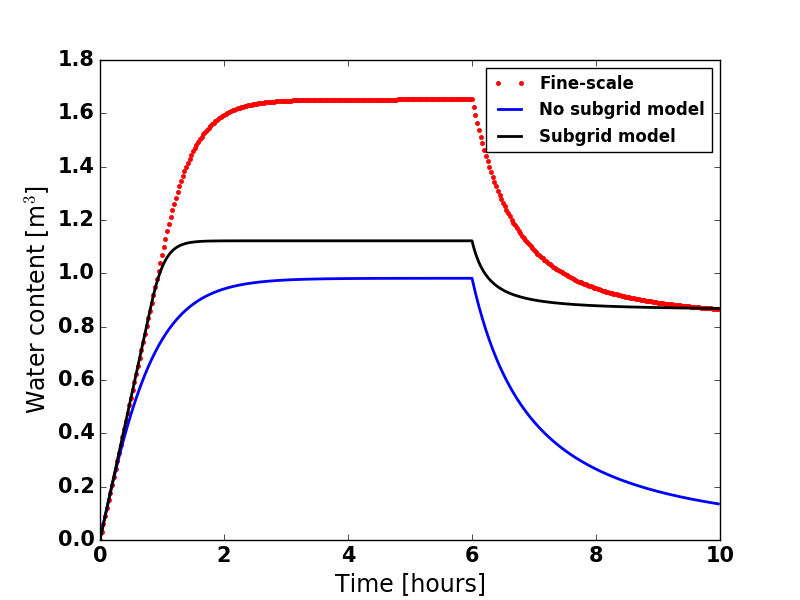 1.8
1.6
1.4
1.2
1.0
0.8
0.6
0.4
0.2
0.0
Water content [m³]
Fine-scale
No subgrid model
Subgrid model
0 2 4 6 8 10
Time [hours]